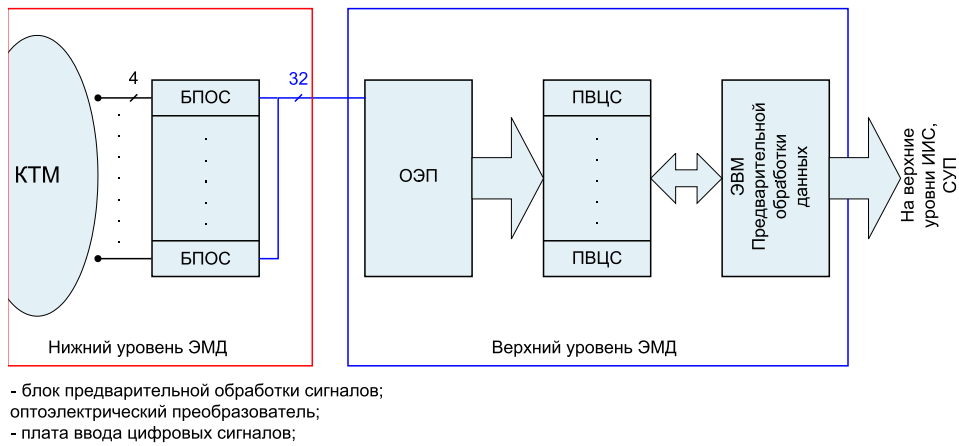 4
32
БПОС
ПВЦС
КТМ
ОЭП
ЭВМ
Предварительной
обработки
данных
На верхние
уровни ИИС,
СУП
БПОС
ПВЦС
Нижний уровень ЭМД
Верхний уровень ЭМД
- блок предварительной обработки сигналов;
оптоэлектрический преобразователь;
- плата ввода цифровых сигналов;